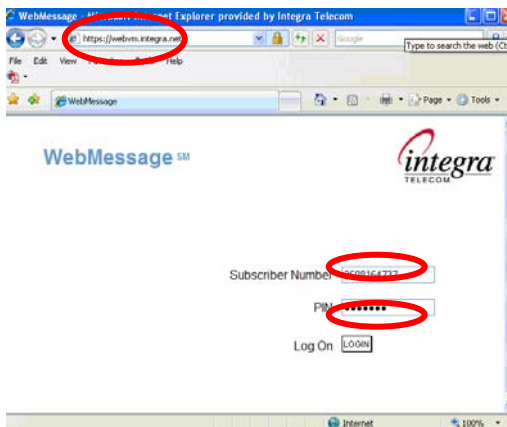 WebMessage - Microsoft Internet Explorer provided by Integra Telecom
https://webvm.integra.net
Google
Type to search the web (Ct
File Edit View Help
WebMessage
Page Tools
WebMessage SM
integra
TELECOM
Subscriber Number
PIN •••••••
Log On LOGIN
Internet 100%